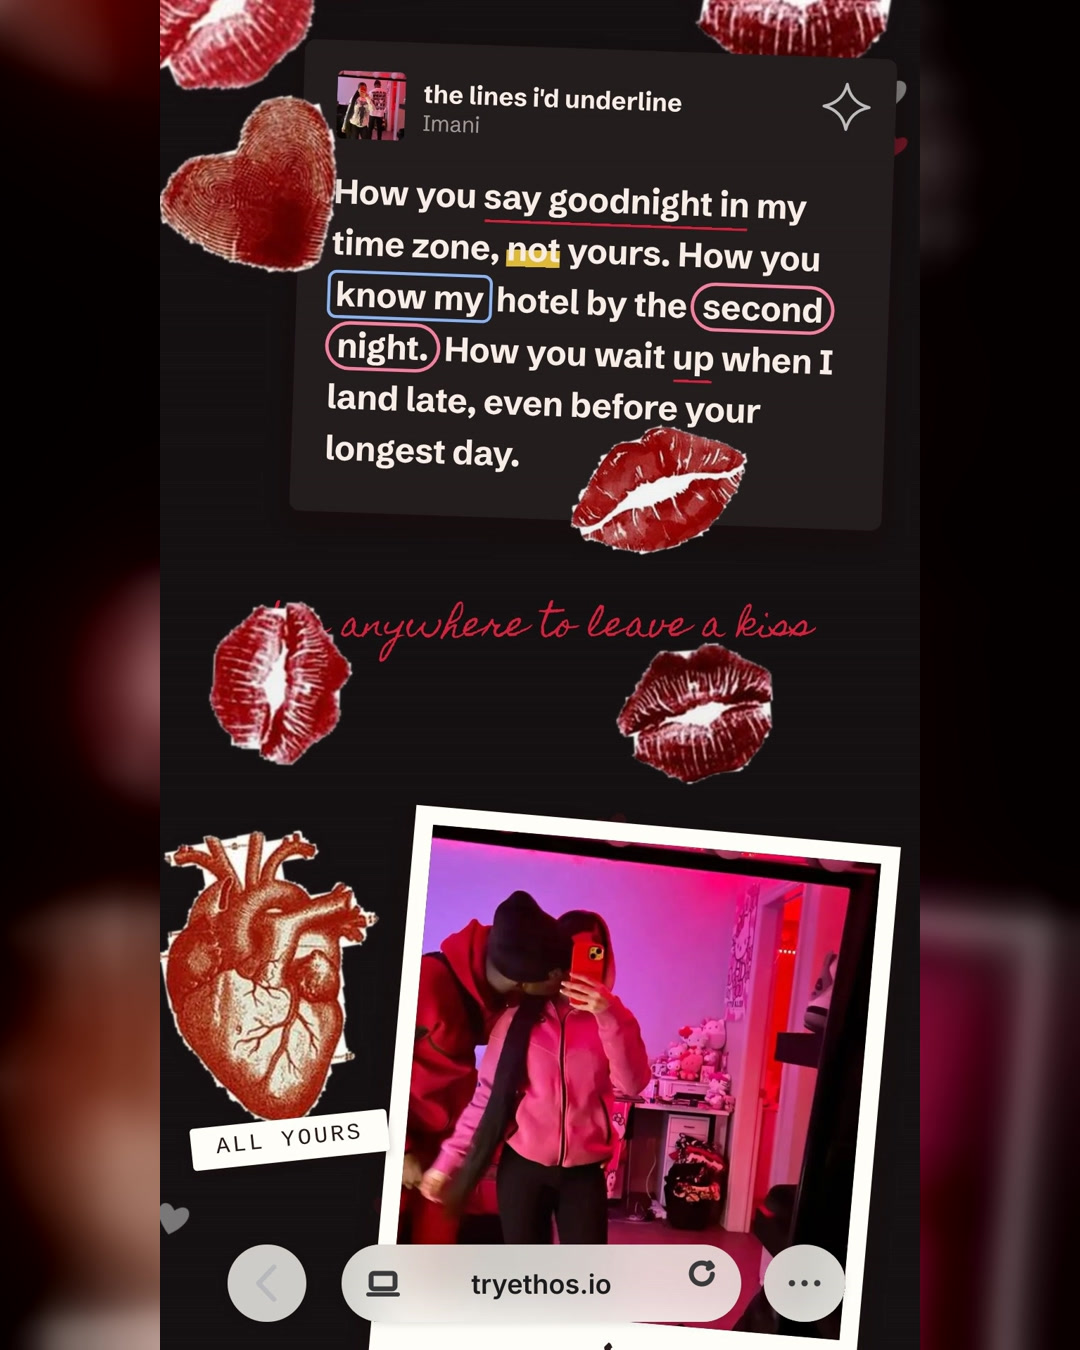 the lines i'd underline
Imani
How you say goodnight in my
time zone, not yours. How you
know my hotel by the second
night. How you wait up when I
land late, even before your
longest day.
anywhere to leave a kiss
ALL YOURS
tryethos.io